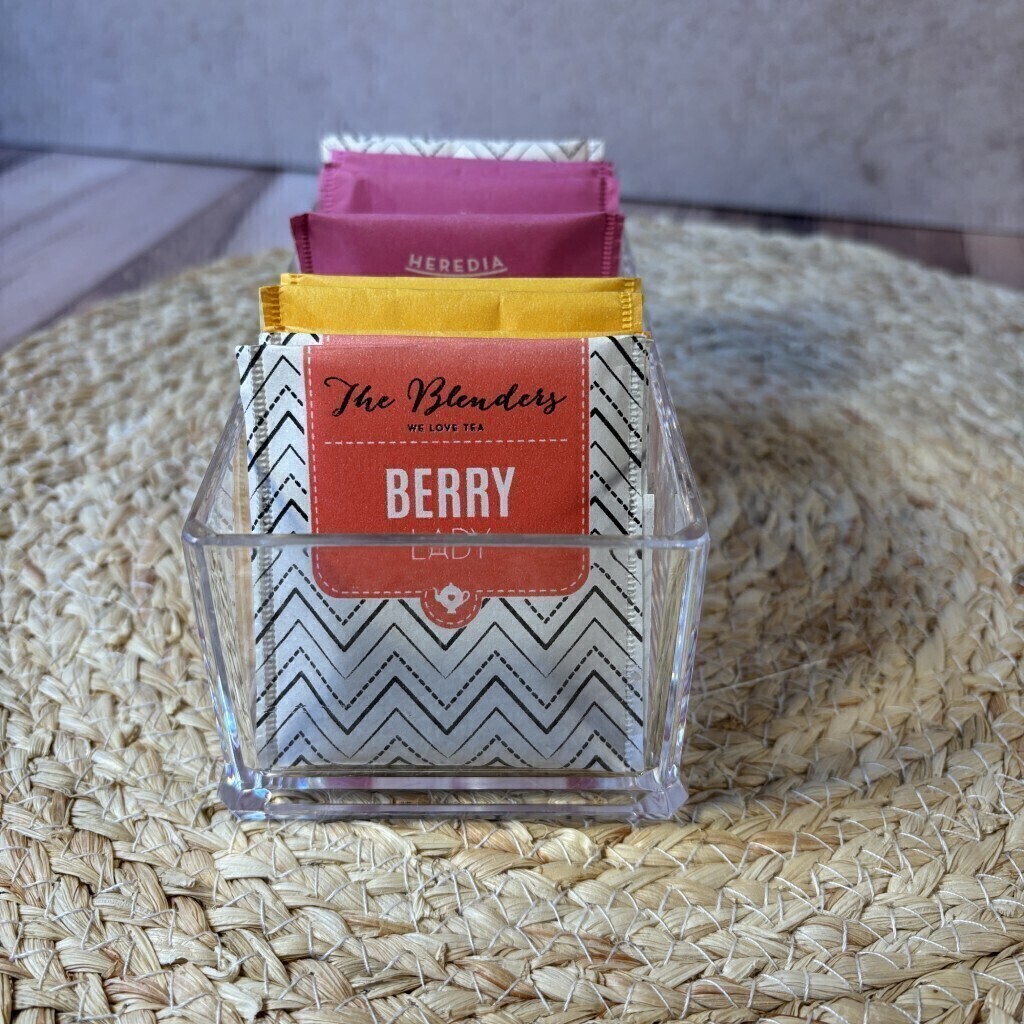 HEREDIA
The Blenders
WE LOVE TEA
BERRY
LADY